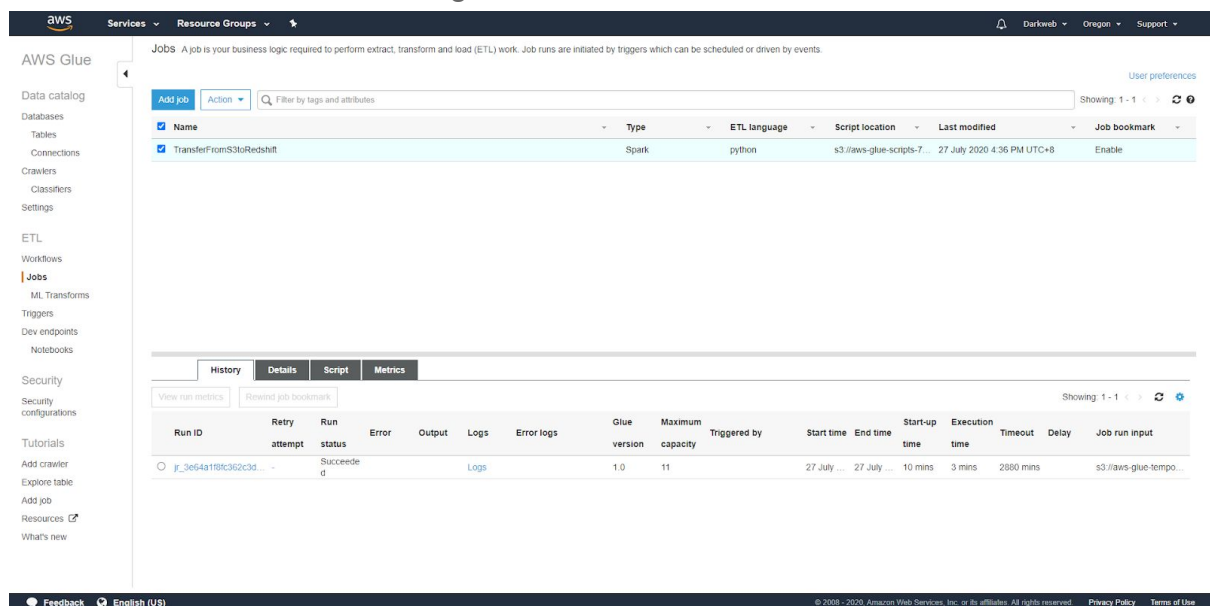 aws Services Resource Groups Darkweb Oregon Support
AWS Glue
Data catalog
Databases
Tables
Connections
Crawlers
Classifiers
Settings
ETL
Workflows
Jobs
ML Transforms
Triggers
Dev endpoints
Notebooks
Security
Security
configurations
Tutorials
Add crawler
Explore table
Add job
Resources
What's new
Jobs A job is your business logic required to perform extract, transform and load (ETL) work. Job runs are initiated by triggers which can be scheduled or driven by events.
User preferences
Add job Action Filter by tags and attributes Showing: 1 - 1
Name Type ETL language Script location Last modified Job bookmark
TransferFromS3toRedshift Spark python s3://aws-glue-scripts-7... 27 July 2020 4:36 PM UTC+8 Enable
History Details Script Metrics
View run metrics Rewind job bookmark Showing: 1 - 1
Run ID Retry attempt Run status Error Output Logs Error logs Glue version Maximum capacity Triggered by Start time End time Start-up time Execution time Timeout Delay Job run input
jr_3e64a1f8fc362c3d... - Succeeded Logs 1.0 11 27 July ... 27 July ... 10 mins 3 mins 2880 mins s3://aws-glue-tempo...
Feedback English (US) © 2008 - 2020, Amazon Web Services, Inc. or its affiliates. All rights reserved. Privacy Policy Terms of Use